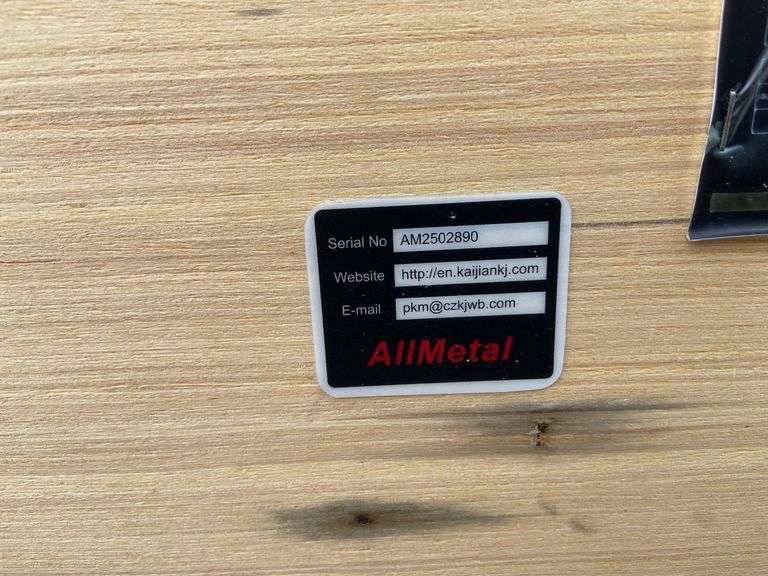 Serial No AM2502890
Website http://en.kaijiankj.com
E-mail pkm@czkjwb.com
AllMetal